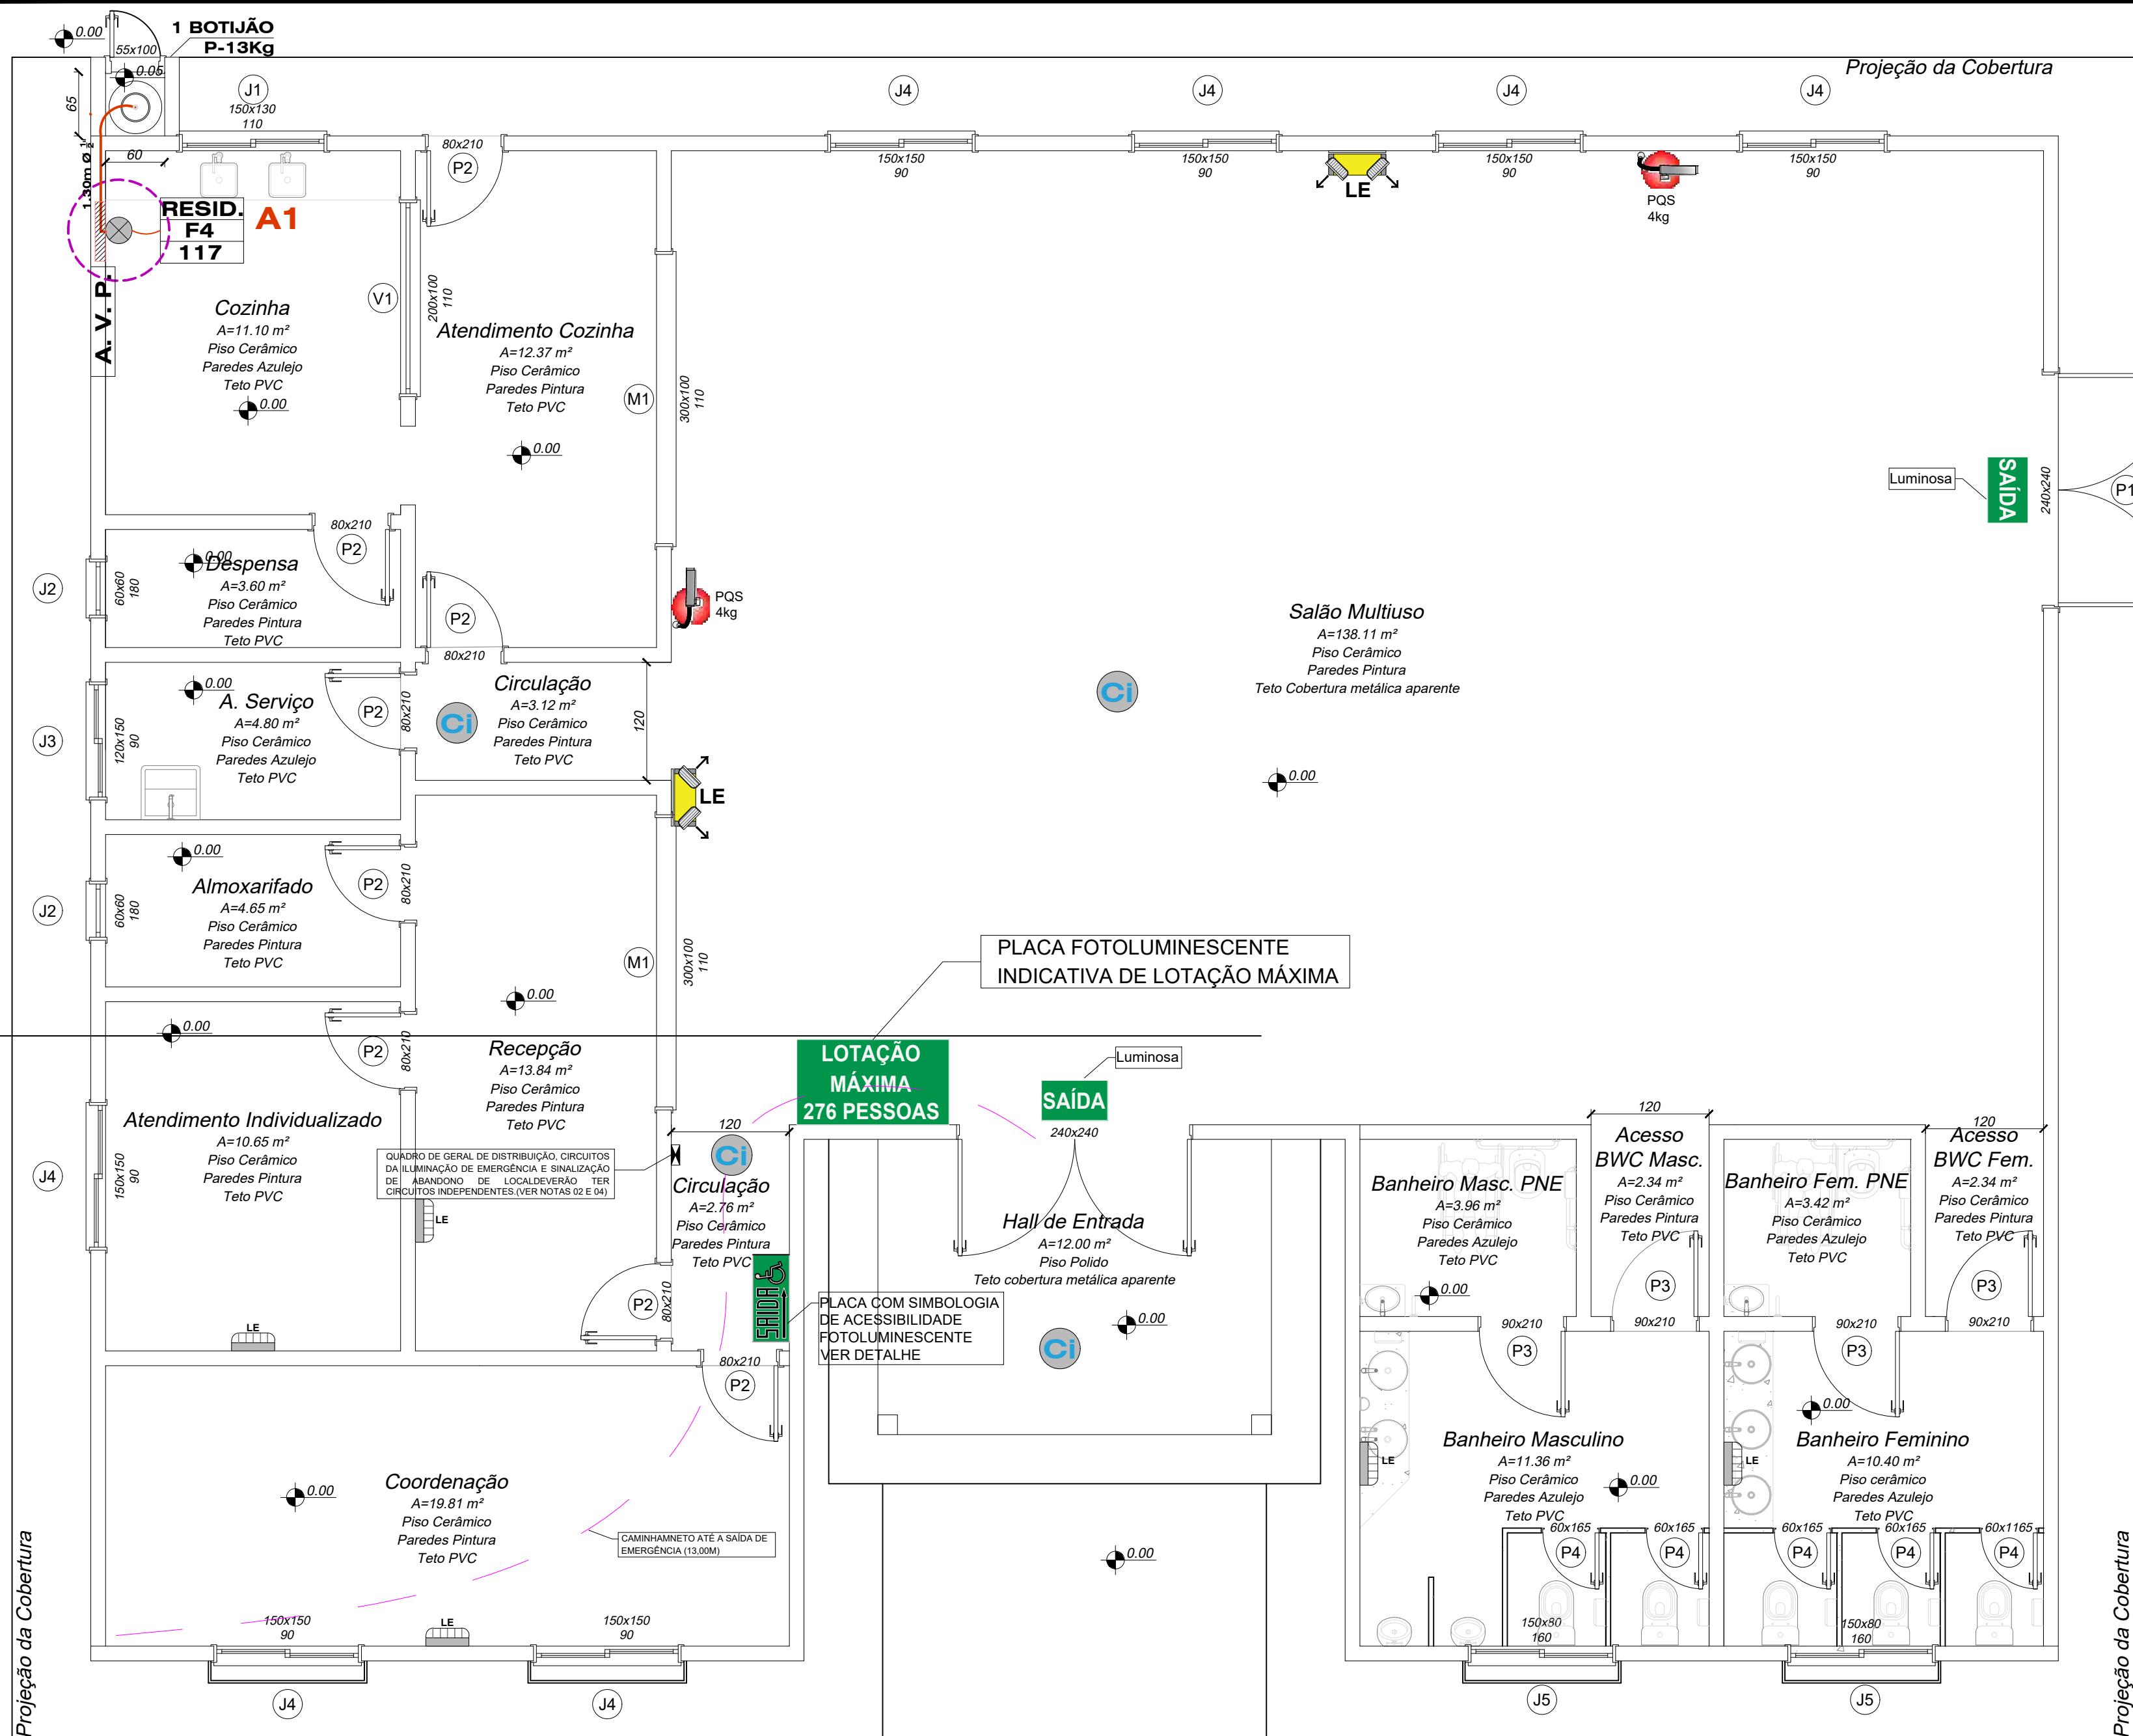 0.00
1 BOTIJÃO
P-13Kg
55x100
0.05
Projeção da Cobertura
65
J1
150x130
110
J4
J4
J4
J4
150x150
90
150x150
90
150x150
90
150x150
90
LE
PQS
4kg
1.30m Ø ½"
60
80x210
P2
RESID.
F4
117
A1
A. V. P.
V1
200x100
110
Cozinha
A=11.10 m²
Piso Cerâmico
Paredes Azulejo
Teto PVC
0.00
Atendimento Cozinha
A=12.37 m²
Piso Cerâmico
Paredes Pintura
Teto PVC
0.00
M1
300x100
110
Luminosa
SAÍDA
240x240
P1
80x210
P2
J2
60x60
180
0.00
Despensa
A=3.60 m²
Piso Cerâmico
Paredes Pintura
Teto PVC
P2
80x210
PQS
4kg
Salão Multiuso
A=138.11 m²
Piso Cerâmico
Paredes Pintura
Teto Cobertura metálica aparente
Ci
0.00
J3
120x150
90
0.00
A. Serviço
A=4.80 m²
Piso Cerâmico
Paredes Azulejo
Teto PVC
P2
80x210
Ci
Circulação
A=3.12 m²
Piso Cerâmico
Paredes Pintura
Teto PVC
120
LE
J2
60x60
180
0.00
Almoxarifado
A=4.65 m²
Piso Cerâmico
Paredes Pintura
Teto PVC
P2
80x210
M1
300x100
110
PLACA FOTOLUMINESCENTE
INDICATIVA DE LOTAÇÃO MÁXIMA
0.00
0.00
P2
80x210
Recepção
A=13.84 m²
Piso Cerâmico
Paredes Pintura
Teto PVC
LOTAÇÃO
MÁXIMA
276 PESSOAS
Luminosa
SAÍDA
240x240
J4
150x150
90
Atendimento Individualizado
A=10.65 m²
Piso Cerâmico
Paredes Pintura
Teto PVC
QUADRO DE GERAL DE DISTRIBUIÇÃO, CIRCUITOS
DA ILUMINAÇÃO DE EMERGÊNCIA E SINALIZAÇÃO
DE ABANDONO DE LOCALDEVERÃO TER
CIRCUITOS INDEPENDENTES.(VER NOTAS 02 E 04)
LE
LE
120
Ci
Circulação
A=2.76 m²
Piso Cerâmico
Paredes Pintura
Teto PVC
P2
80x210
SAIDA
PLACA COM SIMBOLOGIA
DE ACESSIBILIDADE
FOTOLUMINESCENTE
VER DETALHE
Hall de Entrada
A=12.00 m²
Piso Polido
Teto cobertura metálica aparente
0.00
Ci
120
Acesso
BWC Masc.
A=2.34 m²
Piso Cerâmico
Paredes Pintura
Teto PVC
120
Acesso
BWC Fem.
A=2.34 m²
Piso Cerâmico
Paredes Pintura
Teto PVC
Banheiro Masc. PNE
A=3.96 m²
Piso Cerâmico
Paredes Azulejo
Teto PVC
0.00
Banheiro Fem. PNE
A=3.42 m²
Piso Cerâmico
Paredes Azulejo
Teto PVC
P3
P3
90x210
90x210
90x210
90x210
P3
P3
80x210
P2
0.00
Coordenação
A=19.81 m²
Piso Cerâmico
Paredes Pintura
Teto PVC
CAMINHAMNETO ATÉ A SAÍDA DE
EMERGÊNCIA (13,00M)
150x150
90
LE
150x150
90
J4
J4
0.00
Banheiro Masculino
A=11.36 m²
Piso Cerâmico
Paredes Azulejo
Teto PVC
LE
0.00
0.00
Banheiro Feminino
A=10.40 m²
Piso cerâmico
Paredes Azulejo
Teto PVC
LE
60x165
60x165
60x165
60x165
60x1165
P4
P4
P4
P4
P4
150x80
160
150x80
160
J5
J5
Projeção da Cobertura
Projeção da Cobertura